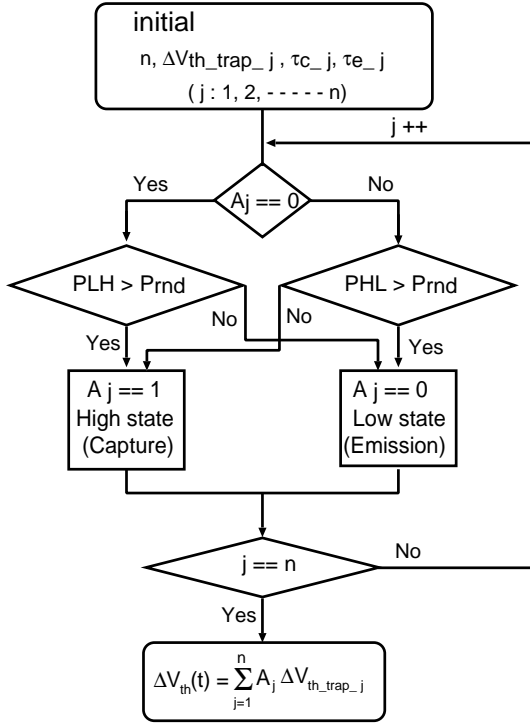 initial
n, ΔVth_trap_ j , τc_ j, τe_ j
( j : 1, 2, - - - - - n)
j ++
Yes
No
Aj == 0
PLH > Prnd
PHL > Prnd
No
No
Yes
Yes
A j == 1
High state
(Capture)
A j == 0
Low state
(Emission)
j == n
No
Yes
ΔVth(t) = Σ j=1 n Aj ΔVth_trap_ j